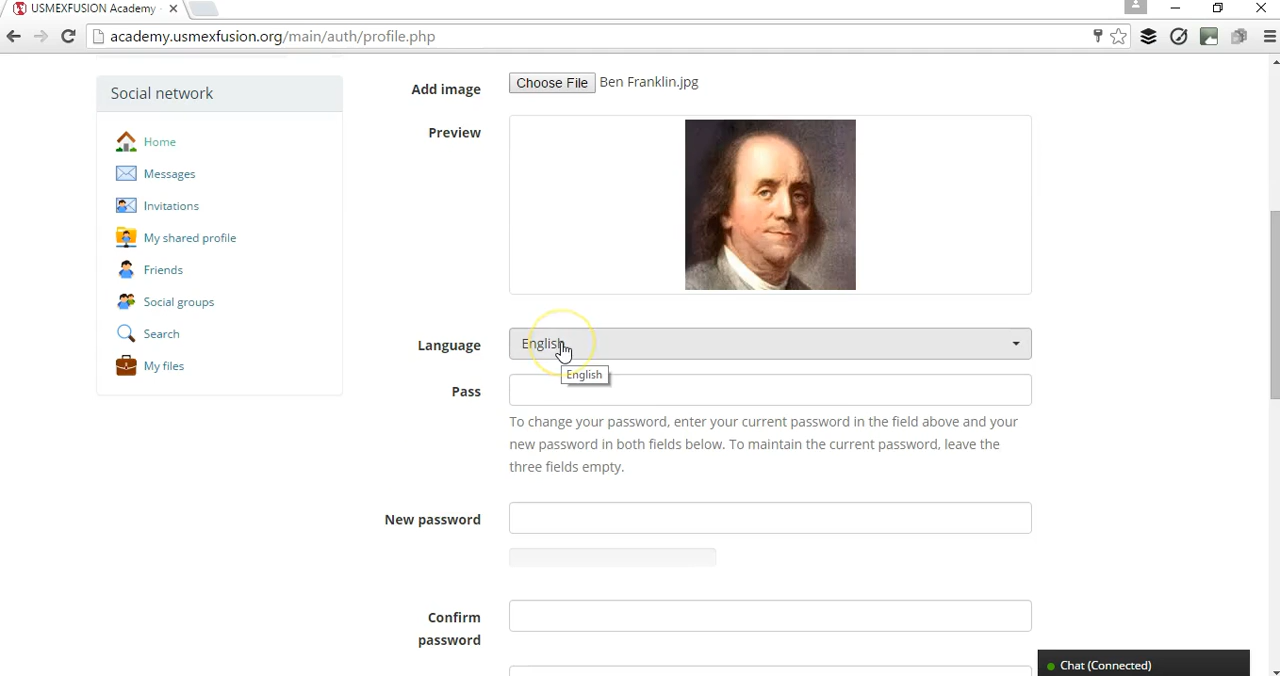 USMEXFUSION Academy -
academy.usmexfusion.org/main/auth/profile.php
Social network
Home
Messages
Invitations
My shared profile
Friends
Social groups
Search
My files
Add image
Choose File Ben Franklin.jpg
Preview
Language
English
English
Pass
To change your password, enter your current password in the field above and your
new password in both fields below. To maintain the current password, leave the
three fields empty.
New password
Confirm
password
Chat (Connected)